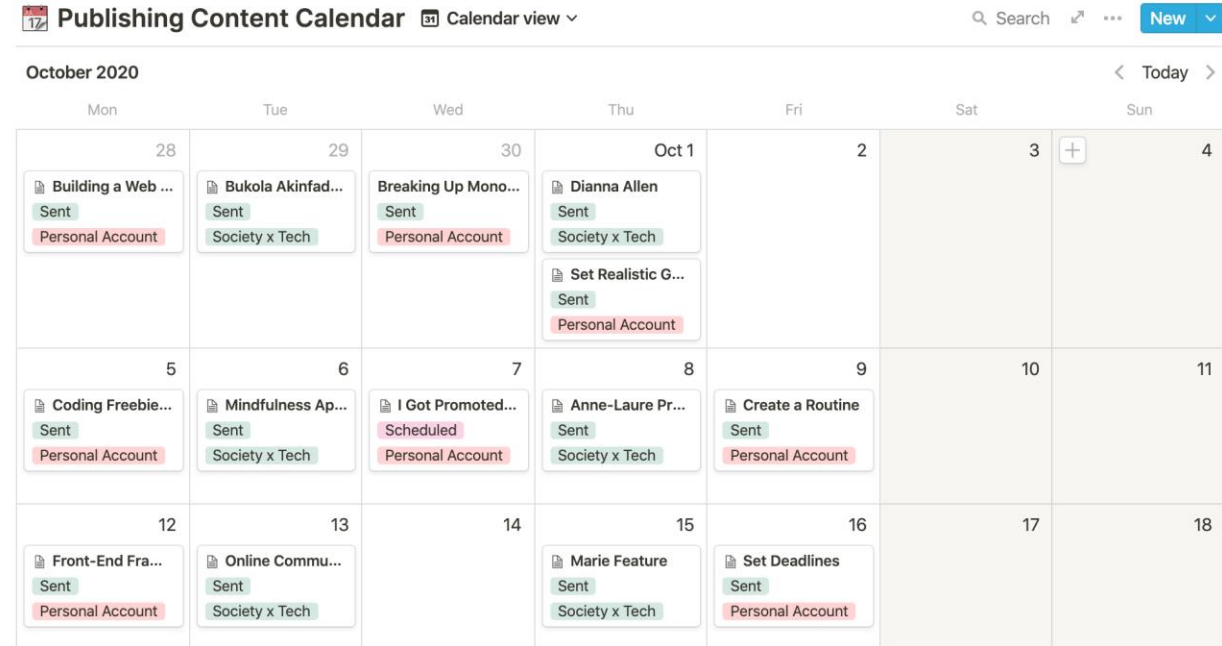 Publishing Content Calendar
Calendar view
Search
New
October 2020
Today
Mon Tue Wed Thu Fri Sat Sun
28 29 30 Oct 1 2 3 4
Building a Web ...
Sent
Personal Account
Bukola Akinfad...
Sent
Society x Tech
Breaking Up Mono...
Sent
Personal Account
Dianna Allen
Sent
Society x Tech
Set Realistic G...
Sent
Personal Account
5 6 7 8 9 10 11
Coding Freebie...
Sent
Personal Account
Mindfulness Ap...
Sent
Society x Tech
I Got Promoted...
Scheduled
Personal Account
Anne-Laure Pr...
Sent
Society x Tech
Create a Routine
Sent
Personal Account
12 13 14 15 16 17 18
Front-End Fra...
Sent
Personal Account
Online Commu...
Sent
Society x Tech
Marie Feature
Sent
Society x Tech
Set Deadlines
Sent
Personal Account